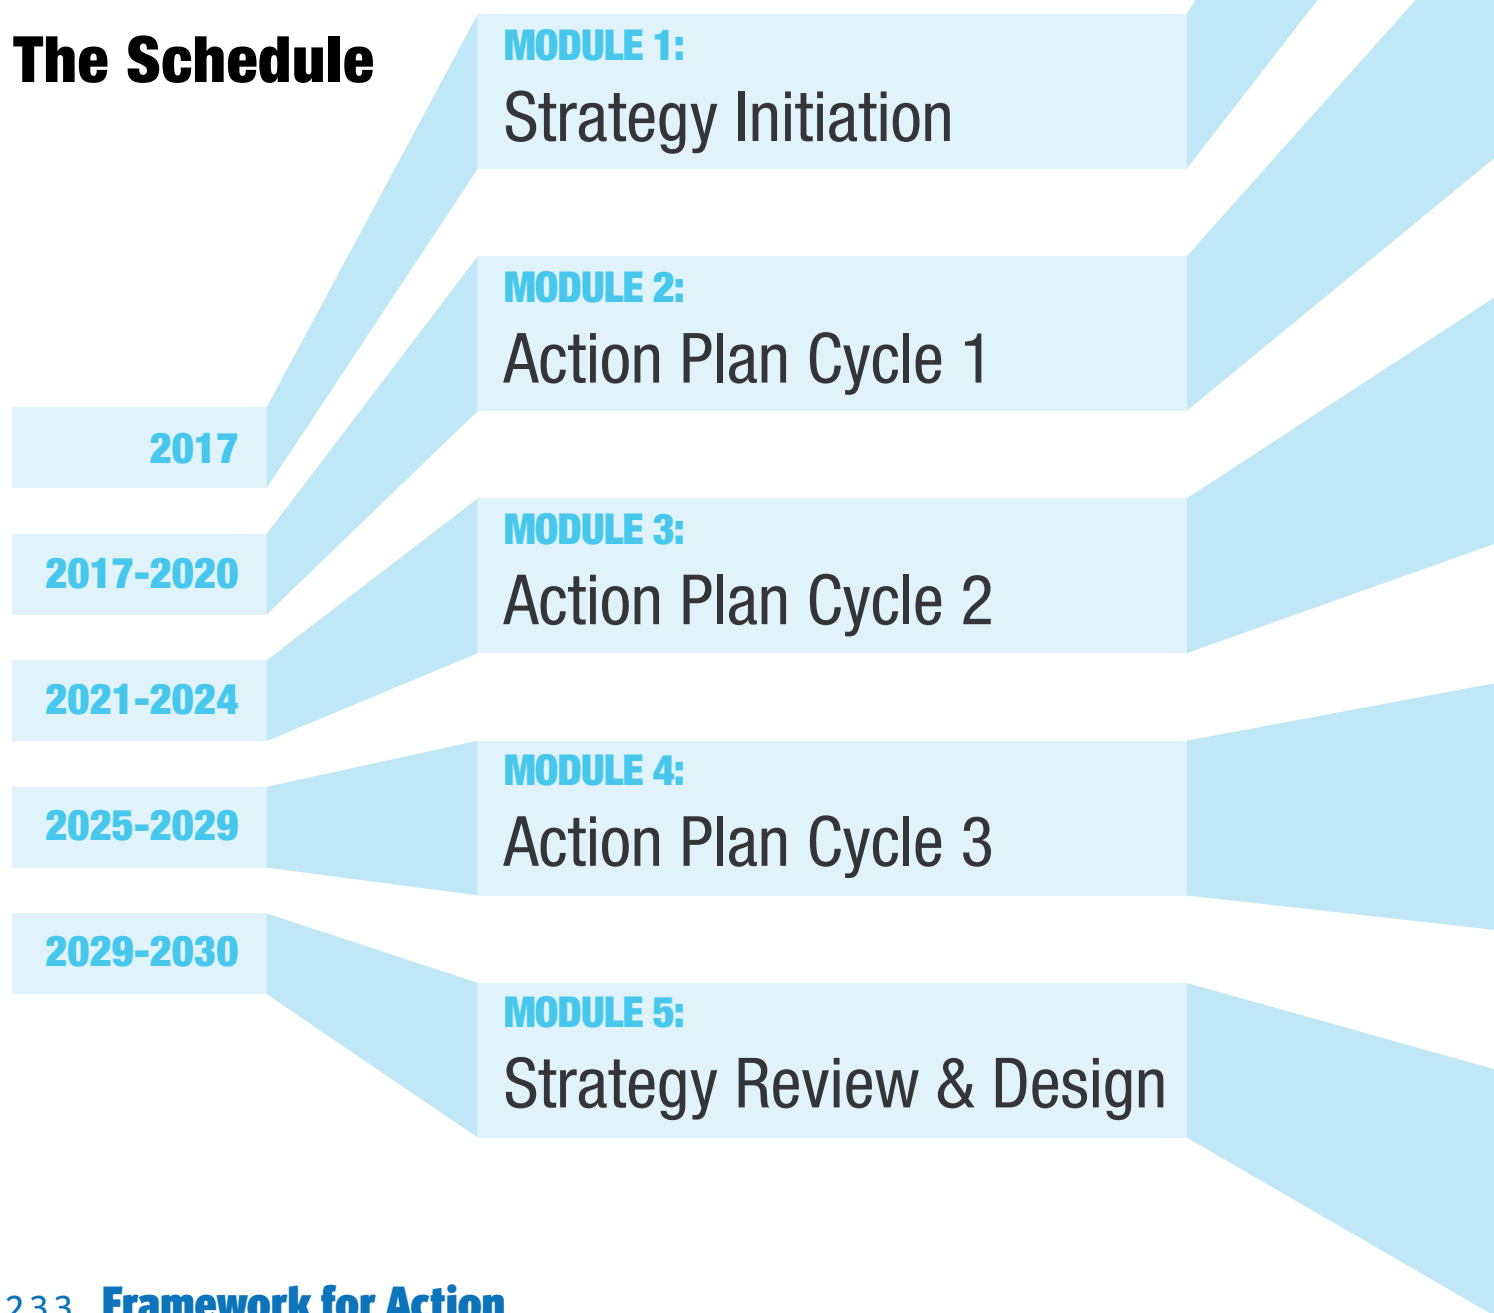 The Schedule
MODULE 1:
Strategy Initiation
MODULE 2:
Action Plan Cycle 1
2017
MODULE 3:
2017-2020
Action Plan Cycle 2
2021-2024
MODULE 4:
2025-2029
Action Plan Cycle 3
2029-2030
MODULE 5:
Strategy Review & Design
233 Framework for Action